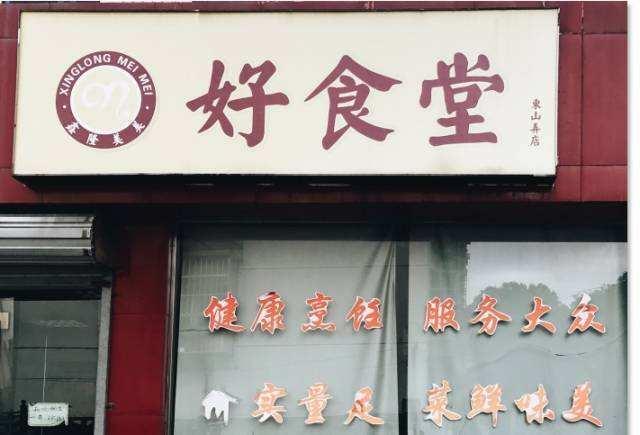 XINGLONG MEI MEI
鑫隆美美
好食堂
東山弄店
健康烹饪 服务大众
实量足 菜鲜味美